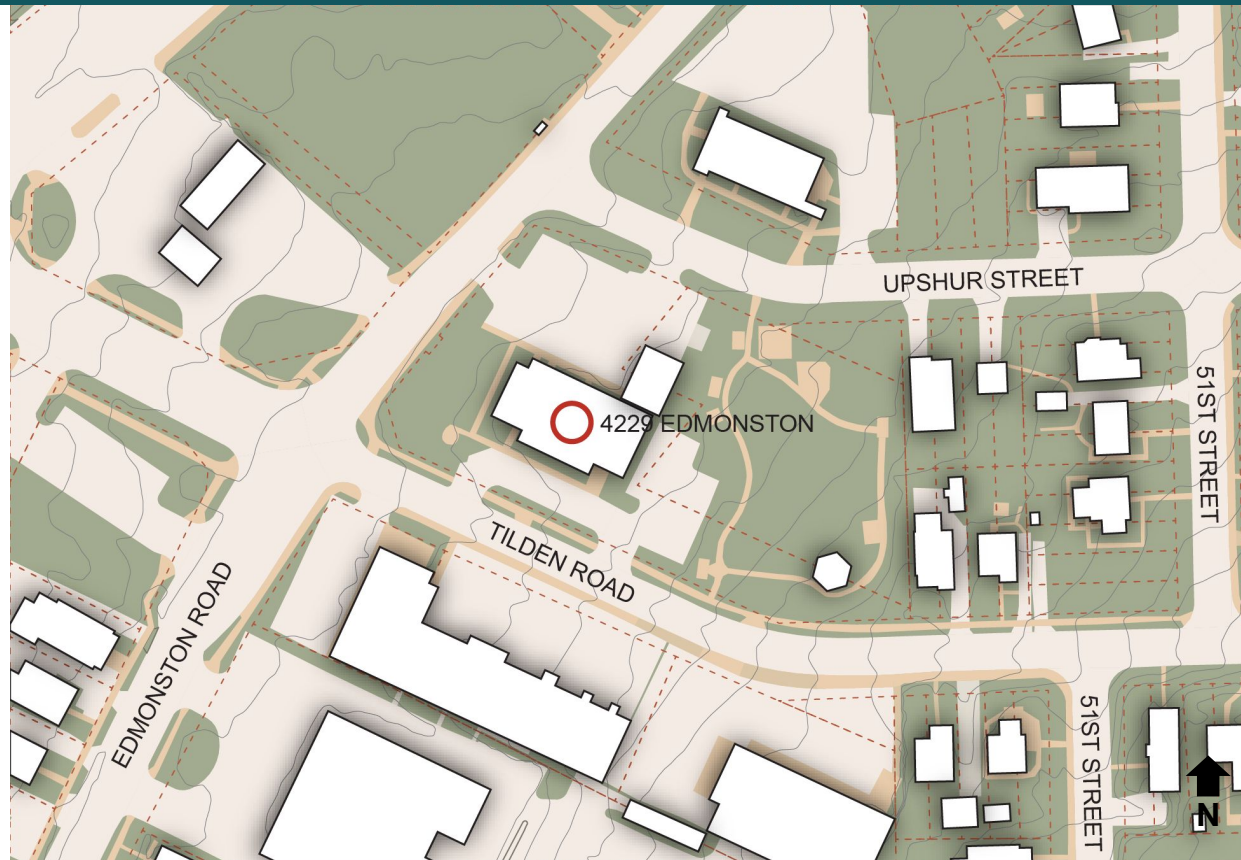 UPSHUR STREET
4229 EDMONSTON
51ST STREET
TILDEN ROAD
EDMONSTON ROAD
51ST STREET
N